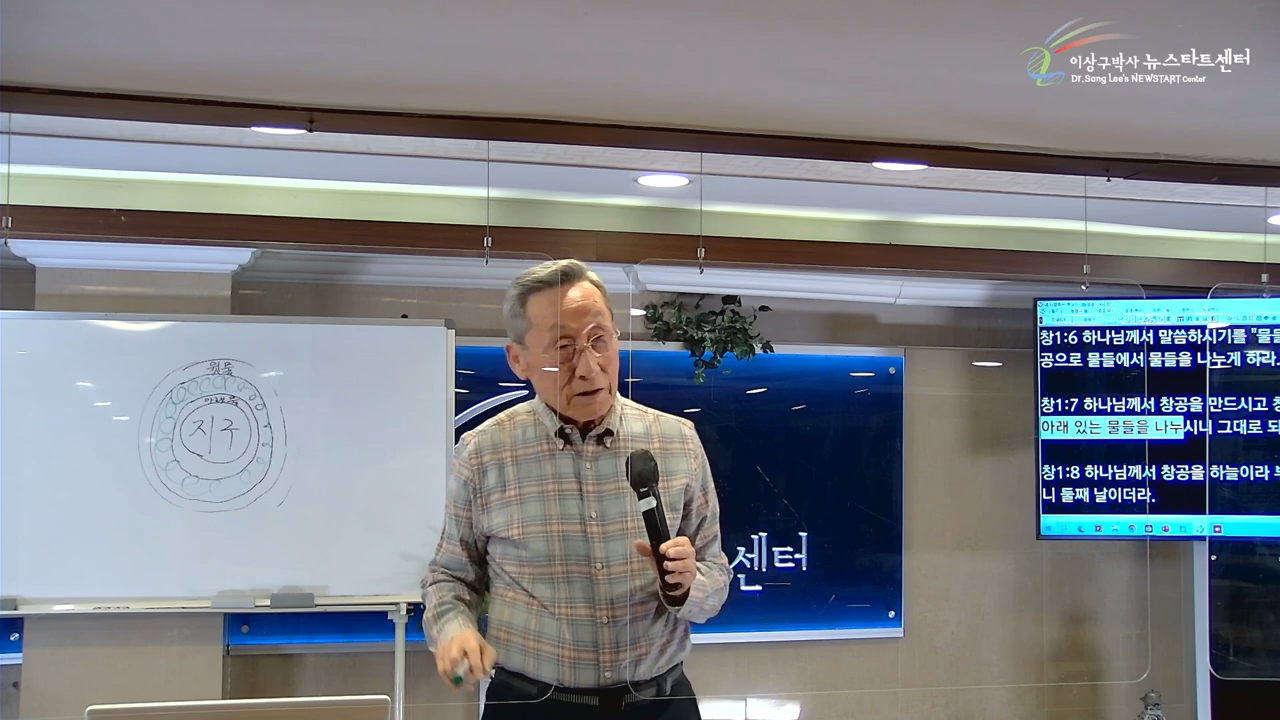 이상구박사 뉴스타트센터
Dr. Sang Lee's NEWSTART Center
윗물
아래물
지구
센터
창1:6 하나님께서 말씀하시기를 "물들
공으로 물들에서 물들을 나누게 하라.
창1:7 하나님께서 창공을 만드시고 창
아래 있는 물들을 나누시니 그대로 되
창1:8 하나님께서 창공을 하늘이라 부
니 둘째 날이더라.